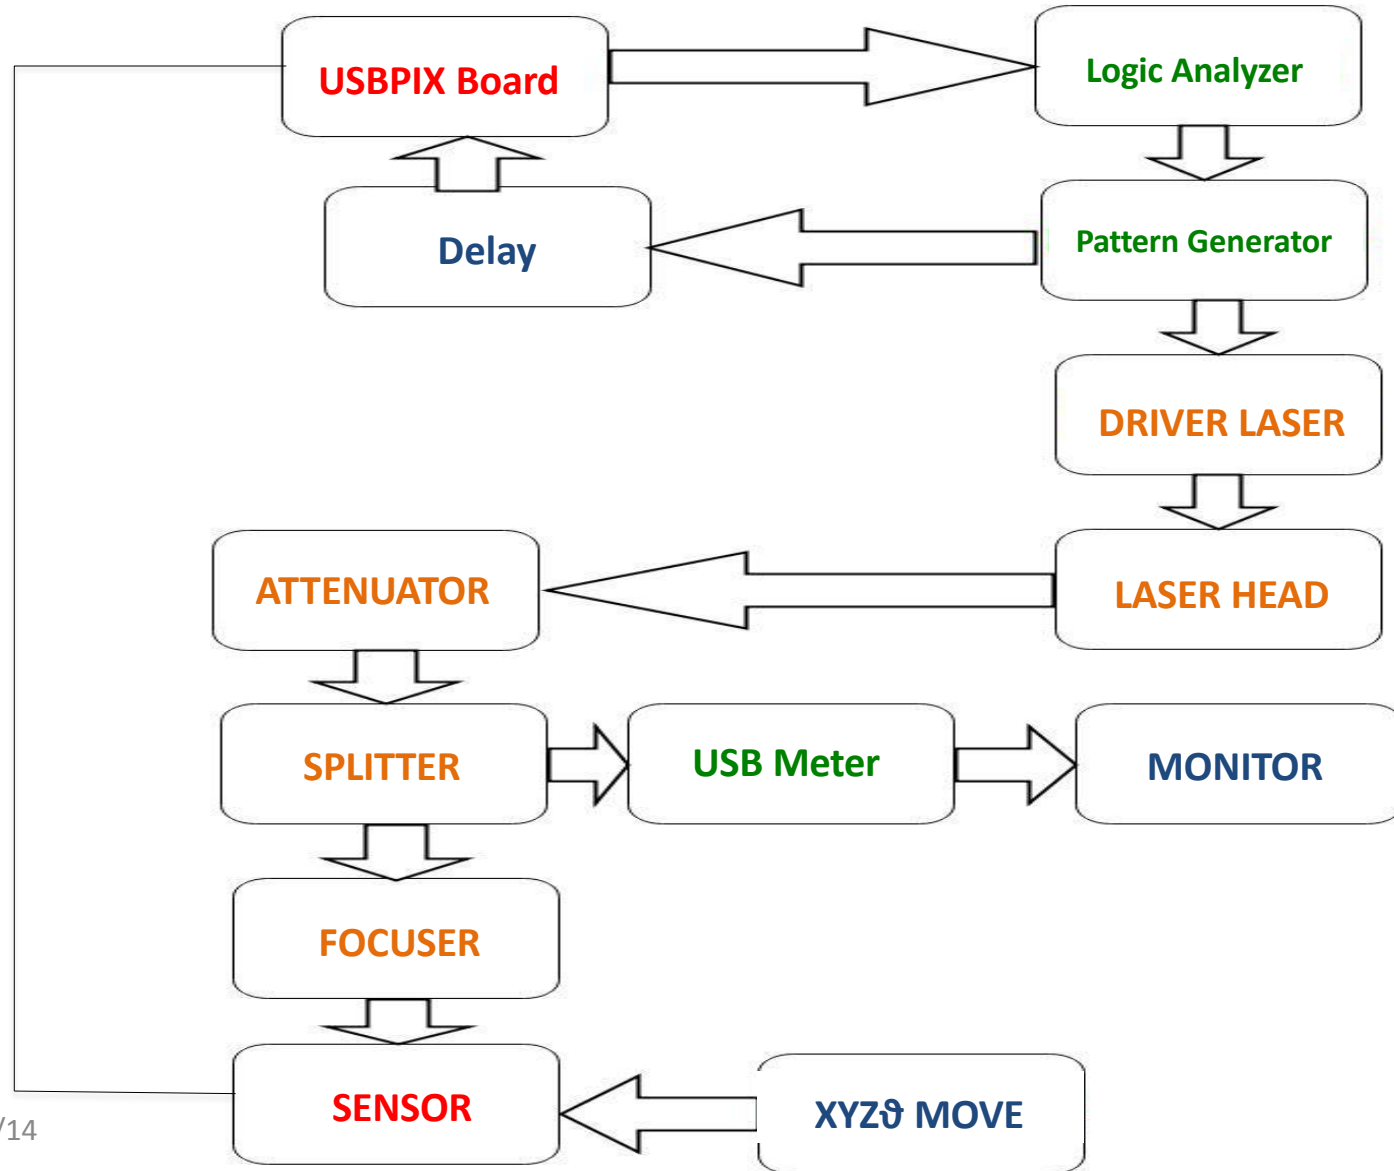 USBPIX Board
Logic Analyzer
Delay
Pattern Generator
DRIVER LASER
ATTENUATOR
LASER HEAD
SPLITTER
USB Meter
MONITOR
FOCUSER
SENSOR
XYZϑ MOVE
/14